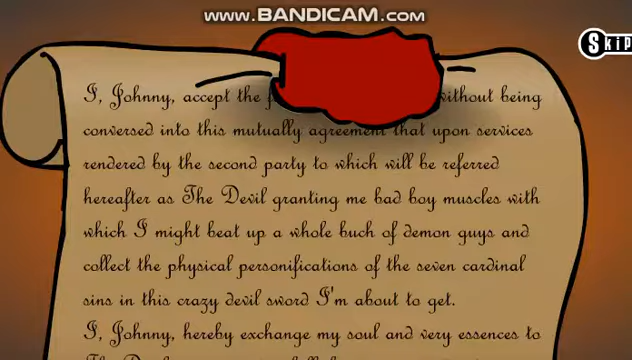 www.BANDICAM.com
Skip
I, Johnny, accept the without being
conversed into this mutually agreement that upon services
rendered by the second party to which will be referred
hereafter as The Devil granting me bad boy muscles with
which I might beat up a whole buch of demon guys and
collect the physical personifications of the seven cardinal
sins in this crazy devil sword I'm about to get.
I, Johnny, hereby exchange my soul and very essences to